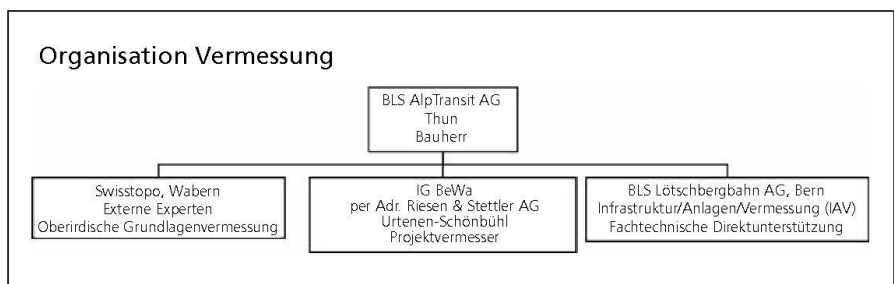 Organisation Vermessung
BLS AlpTransit AG
Thun
Bauherr
Swisstopo, Wabern
Externe Experten
Oberirdische Grundlagenvermessung
IG BeWa
per Adr. Riesen & Stettler AG
Urtenen-Schönbühl
Projektvermesser
BLS Lötschbergbahn AG, Bern
Infrastruktur/Anlagen/Vermessung (IAV)
Fachtechnische Direktunterstützung